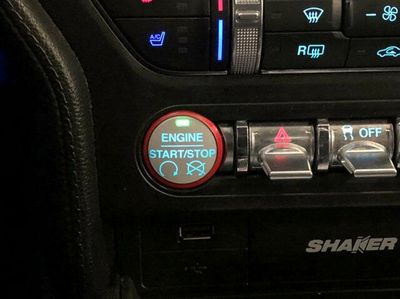 A/C
R
ENGINE
START/STOP
OFF
SHAKER